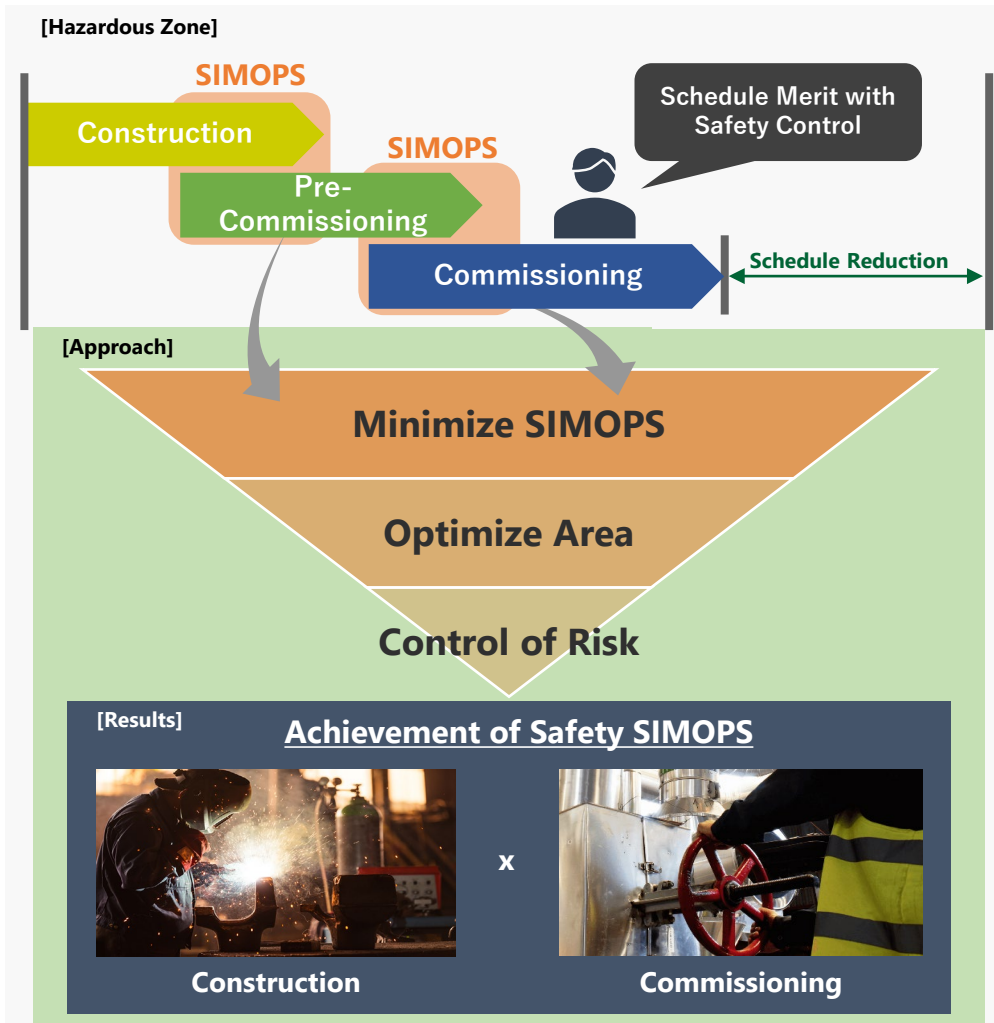 [Hazardous Zone]
SIMOPS
Construction
SIMOPS
Schedule Merit with
Safety Control
Pre-
Commissioning
Commissioning
Schedule Reduction
[Approach]
Minimize SIMOPS
Optimize Area
Control of Risk
[Results]
Achievement of Safety SIMOPS
x
Construction
Commissioning